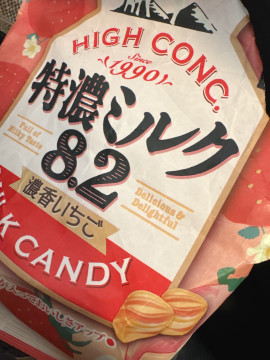 HIGH CONC.
Since
1990
特濃ミルク
8.2
Full of
Milky Taste
濃香いちご
Delicious &
Delightful
MILK CANDY